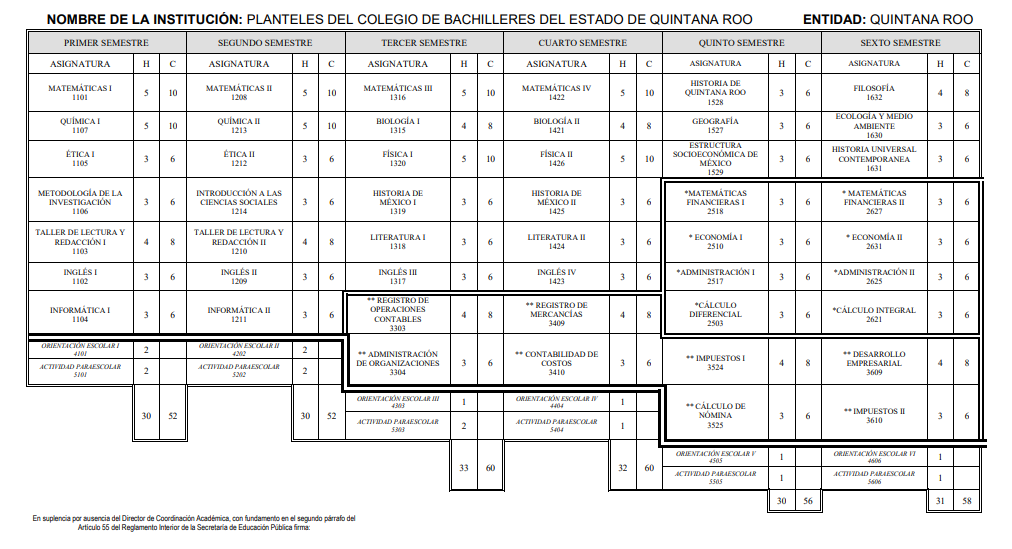 NOMBRE DE LA INSTITUCIÓN: PLANTELES DEL COLEGIO DE BACHILLERES DEL ESTADO DE QUINTANA ROO ENTIDAD: QUINTANA ROO
PRIMER SEMESTRE SEGUNDO SEMESTRE TERCER SEMESTRE CUARTO SEMESTRE QUINTO SEMESTRE SEXTO SEMESTRE
ASIGNATURA H C ASIGNATURA H C ASIGNATURA H C ASIGNATURA H C ASIGNATURA H C ASIGNATURA H C
MATEMÁTICAS I
1101
5 10
MATEMÁTICAS II
1208
5 10
MATEMÁTICAS III
1316
5 10
MATEMÁTICAS IV
1422
5 10
HISTORIA DE
QUINTANA ROO
1528
3 6
FILOSOFÍA
1632
4 8
QUÍMICA I
1107
5 10
QUÍMICA II
1213
5 10
BIOLOGÍA I
1315
4 8
BIOLOGÍA II
1421
4 8
GEOGRAFÍA
1527
3 6
ECOLOGÍA Y MEDIO
AMBIENTE
1630
3 6
ÉTICA I
1105
3 6
ÉTICA II
1212
3 6
FÍSICA I
1320
5 10
FÍSICA II
1426
5 10
ESTRUCTURA
SOCIOECONÓMICA DE
MÉXICO
1529
3 6
HISTORIA UNIVERSAL
CONTEMPORANEA
1631
3 6
METODOLOGÍA DE LA
INVESTIGACIÓN
1106
3 6
INTRODUCCIÓN A LAS
CIENCIAS SOCIALES
1214
3 6
HISTORIA DE
MÉXICO I
1319
3 6
HISTORIA DE
MÉXICO II
1425
3 6
*MATEMÁTICAS
FINANCIERAS I
2518
3 6
* MATEMÁTICAS
FINANCIERAS II
2627
3 6
TALLER DE LECTURA Y
REDACCIÓN I
1103
4 8
TALLER DE LECTURA Y
REDACCIÓN II
1210
4 8
LITERATURA I
1318
3 6
LITERATURA II
1424
3 6
* ECONOMÍA I
2510
3 6
* ECONOMÍA II
2631
3 6
INGLÉS I
1102
3 6
INGLÉS II
1209
3 6
INGLÉS III
1317
3 6
INGLÉS IV
1423
3 6
*ADMINISTRACIÓN I
2517
3 6
*ADMINISTRACIÓN II
2625
3 6
INFORMÁTICA I
1104
3 6
INFORMÁTICA II
1211
3 6
** REGISTRO DE
OPERACIONES
CONTABLES
3303
4 8
** REGISTRO DE
MERCANCÍAS
3409
4 8
*CÁLCULO
DIFERENCIAL
2503
3 6
*CÁLCULO INTEGRAL
2621
3 6
ORIENTACIÓN ESCOLAR I
4101
2
ORIENTACIÓN ESCOLAR II
4202
2
** ADMINISTRACIÓN
DE ORGANIZACIONES
3304
3 6
** CONTABILIDAD DE
COSTOS
3410
3 6
** IMPUESTOS I
3524
4 8
** DESARROLLO
EMPRESARIAL
3609
4 8
ACTIVIDAD PARAESCOLAR
5101
2
ACTIVIDAD PARAESCOLAR
5202
2
30 52
30 52
ORIENTACIÓN ESCOLAR III
4303
1
ORIENTACIÓN ESCOLAR IV
4404
1
** CÁLCULO DE
NÓMINA
3525
3 6
** IMPUESTOS II
3610
3 6
ACTIVIDAD PARAESCOLAR
5303
2
ACTIVIDAD PARAESCOLAR
5404
1
33 60
32 60
ORIENTACIÓN ESCOLAR V
4505
1
ORIENTACIÓN ESCOLAR VI
4606
1
ACTIVIDAD PARAESCOLAR
5505
1
ACTIVIDAD PARAESCOLAR
5606
1
30 56
31 58
En suplencia por ausencia del Director de Coordinación Académica, con fundamento en el segundo párrafo del
Artículo 55 del Reglamento Interior de la Secretaría de Educación Pública firma: